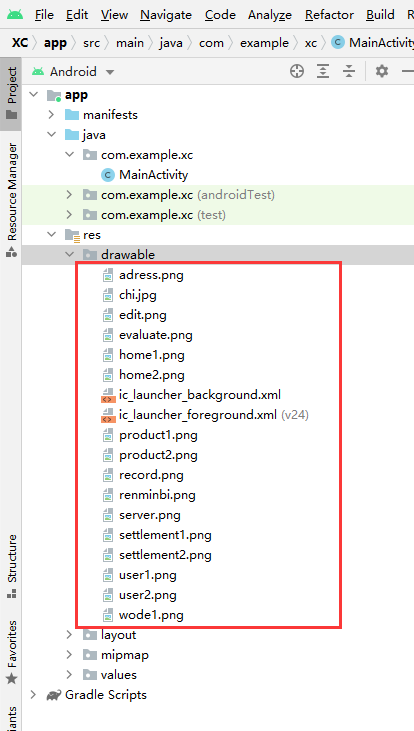 File Edit View Navigate Code Analyze Refactor Build R
XC app src main java com example xc MainActivity
Android
Project
app
manifests
java
com.example.xc
MainActivity
com.example.xc (androidTest)
com.example.xc (test)
res
drawable
adress.png
chi.jpg
edit.png
evaluate.png
home1.png
home2.png
ic_launcher_background.xml
ic_launcher_foreground.xml (v24)
product1.png
product2.png
record.png
renminbi.png
server.png
settlement1.png
settlement2.png
user1.png
user2.png
wode1.png
layout
mipmap
values
Gradle Scripts
Resource Manager
Structure
Favorites
iants